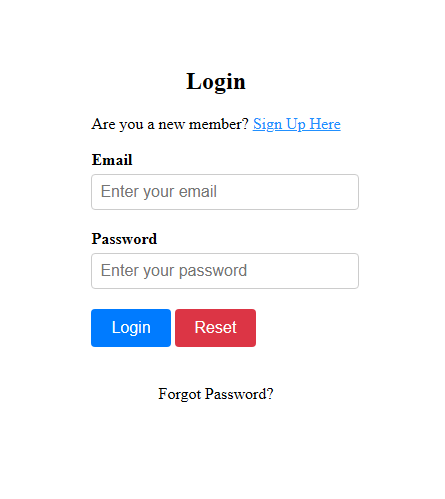 Login
Are you a new member? Sign Up Here
Email
Enter your email
Password
Enter your password
Login Reset
Forgot Password?